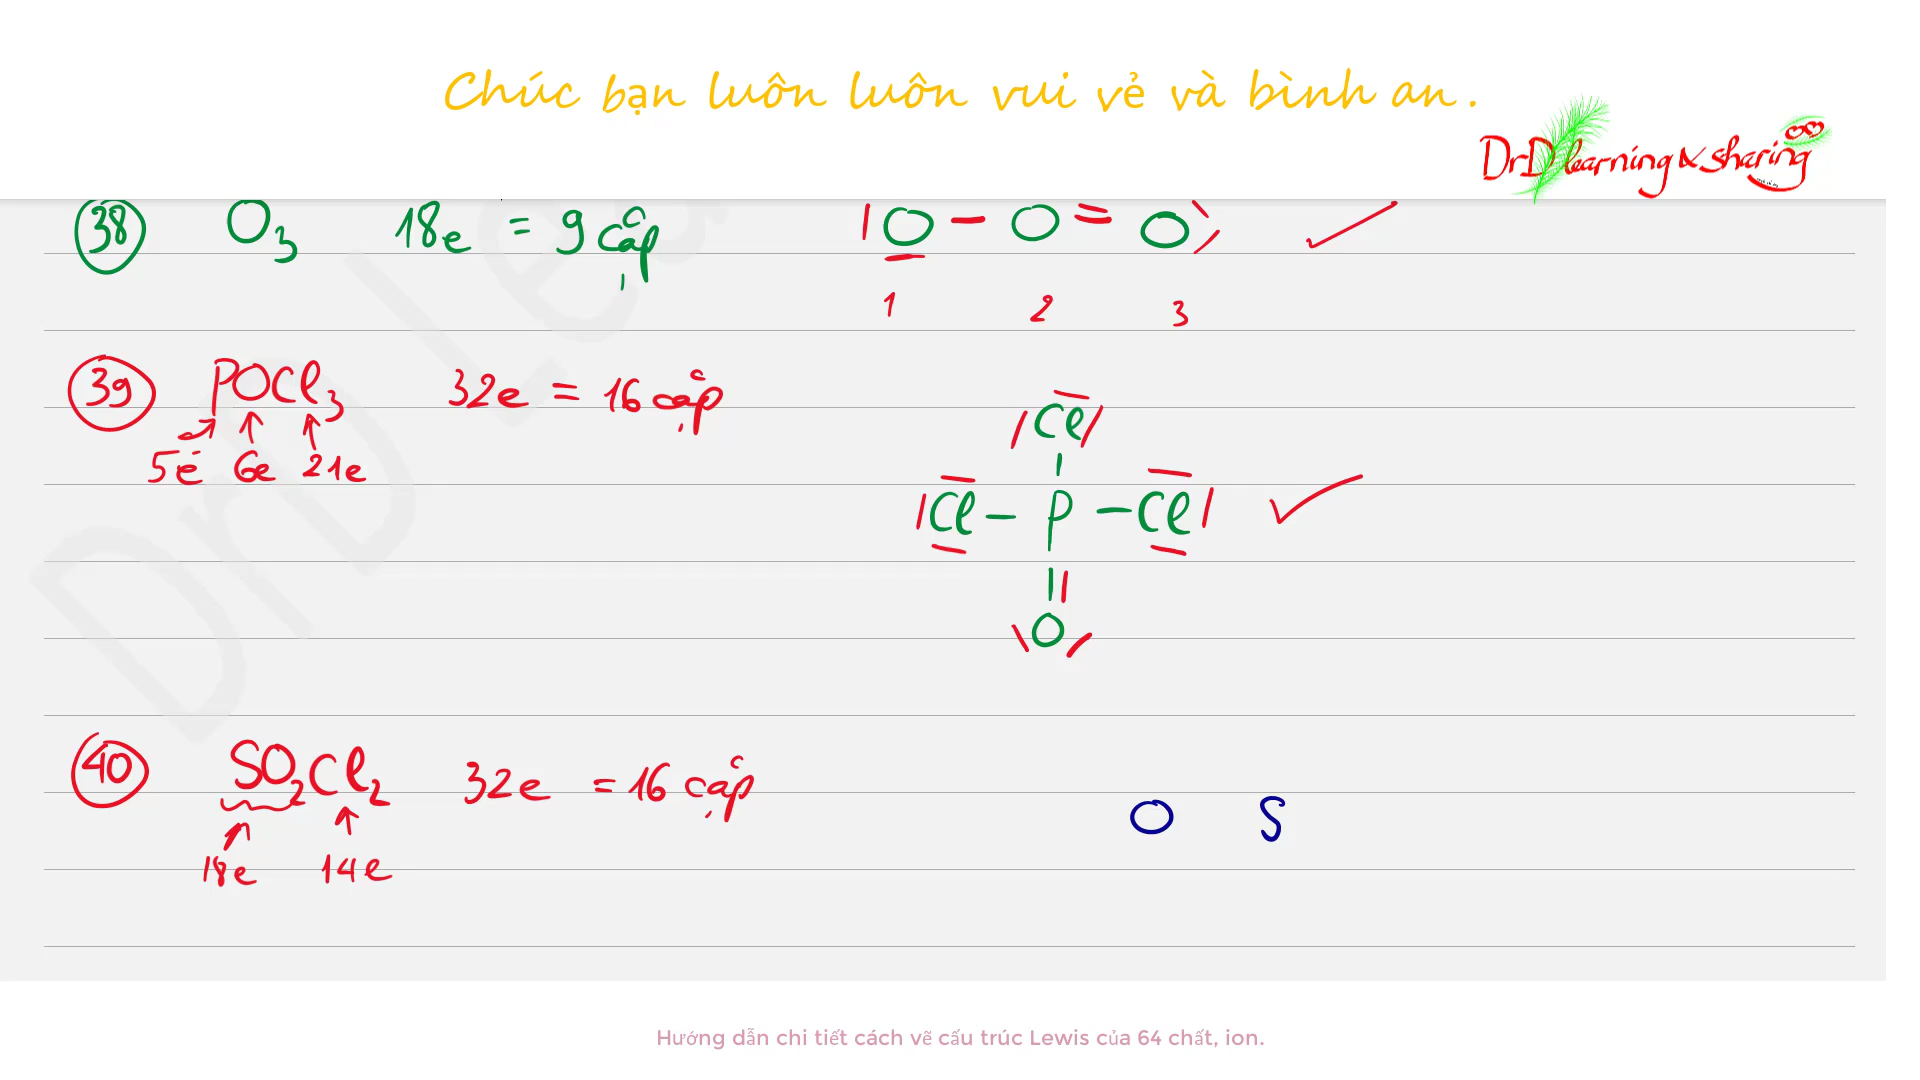 Chúc bạn luôn luôn vui vẻ và bình an.
DrD learning & sharing
38 O3 18e = 9 cặp |O - O = O
1 2 3
39 POCl3 32e = 16 cặp
5e 6e 21e
Cl
Cl - P - Cl
O
40 SO2Cl2 32e = 16 cặp
O S
18e 14e
Hướng dẫn chi tiết cách vẽ cấu trúc Lewis của 64 chất, ion.